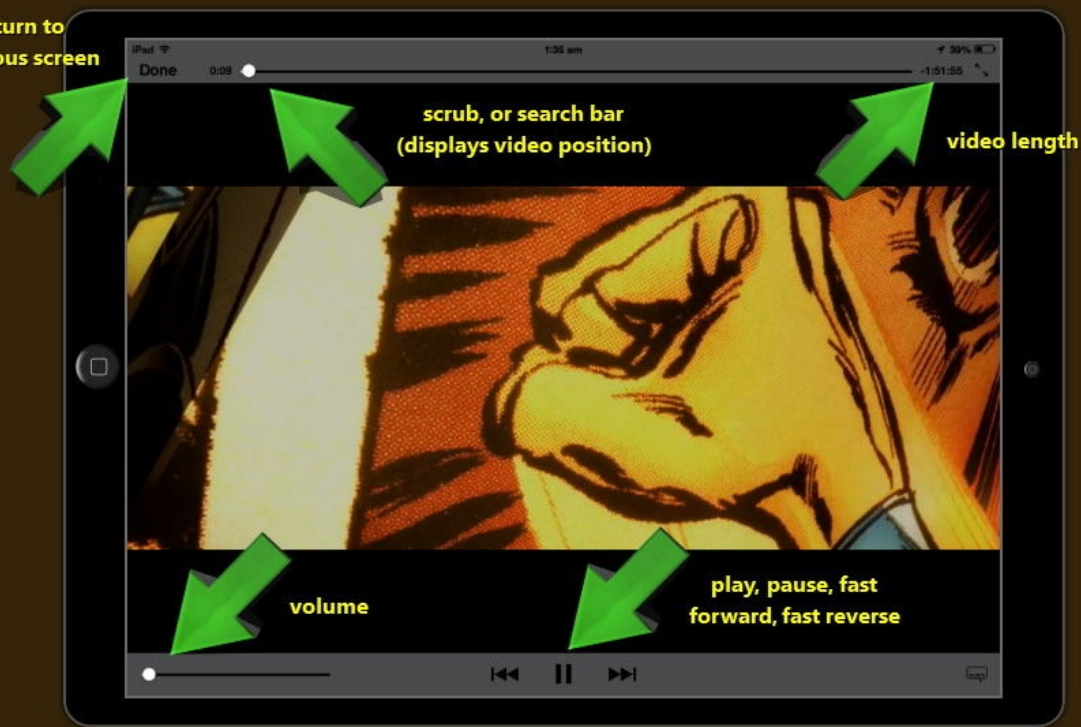 turn to
ous screen
iPad
1:35 am
39%
Done
0:09
-1:51:55
scrub, or search bar
(displays video position)
video length
volume
play, pause, fast
forward, fast reverse